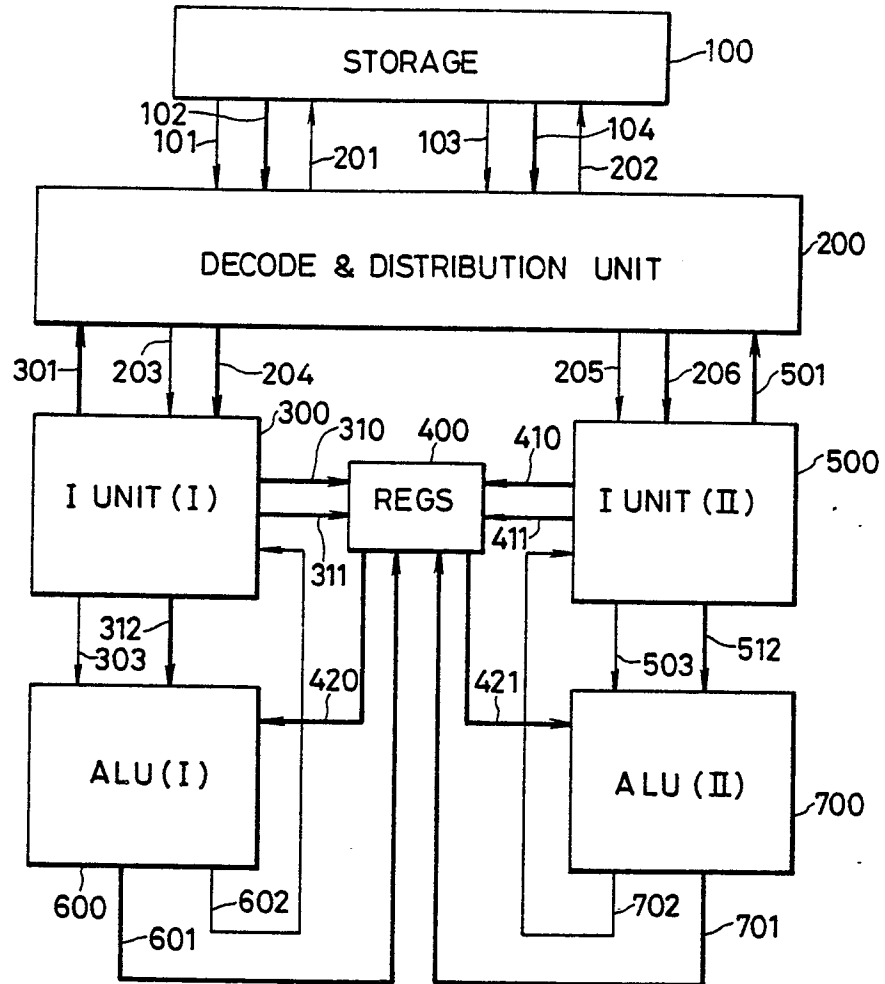 STORAGE 100
102
101 201 103 104 202
DECODE & DISTRIBUTION UNIT 200
301 203 204 205 206 501
300 310 400 410 500
I UNIT (I) REGS I UNIT (II)
311 411
312 303 503 512
420 421
ALU (I) ALU (II) 700
600 602 702
601 701